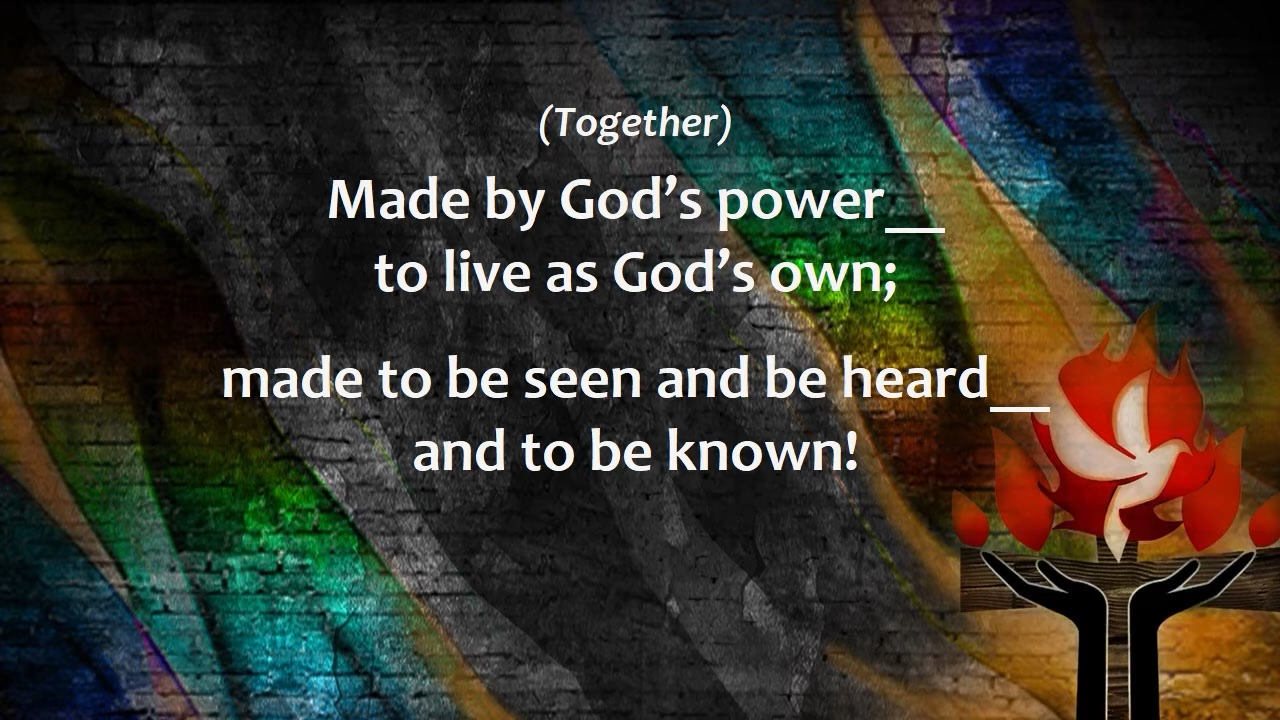 (Together)
Made by God’s power__
to live as God’s own;
made to be seen and be heard__
and to be known!